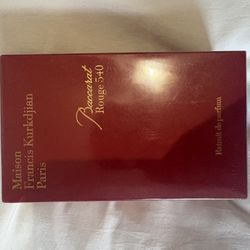 Maison
Francis Kurkdjian
Paris
Baccarat
Rouge 540
Extrait de parfum